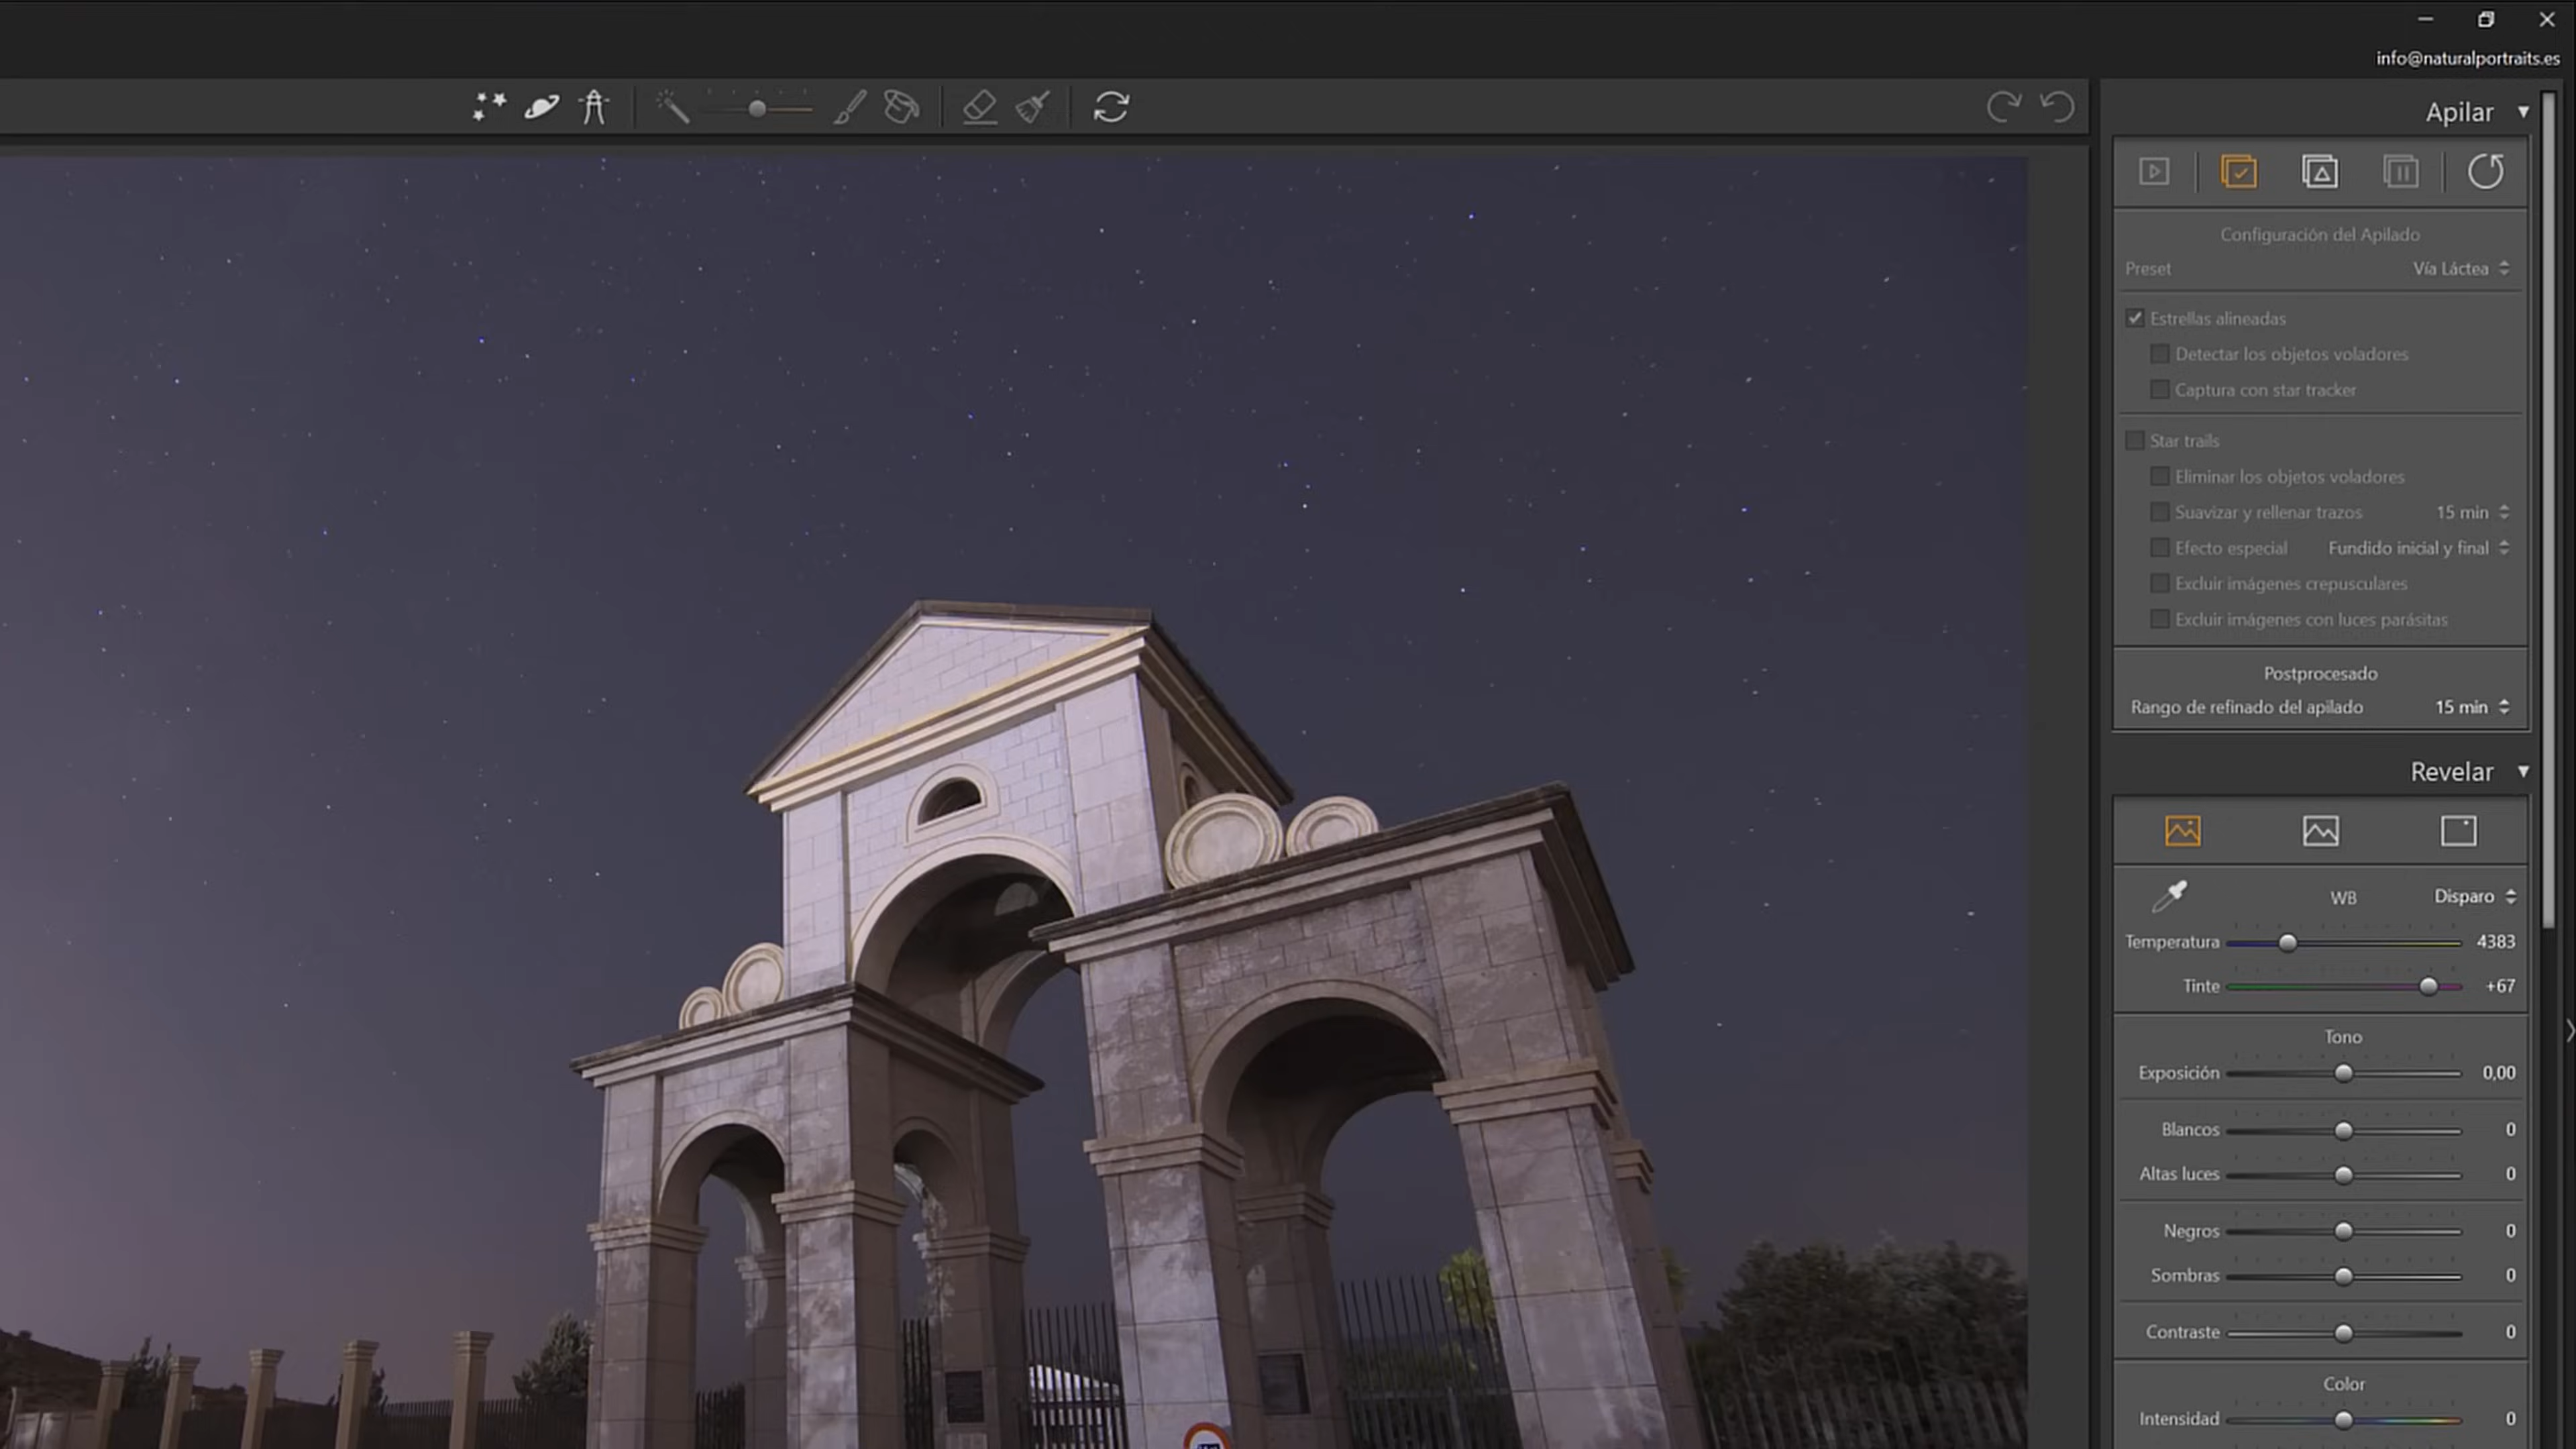 info@naturalportraits.es
Apilar
Configuración del Apilado
Preset Vía Láctea
Estrellas alineadas
Detectar los objetos voladores
Captura con star tracker
Star trails
Eliminar los objetos voladores
Suavizar y rellenar trazos 15 min
Efecto especial Fundido inicial y final
Excluir imágenes crepusculares
Excluir imágenes con luces parásitas
Postprocesado
Rango de refinado del apilado 15 min
Revelar
WB Disparo
Temperatura 4383
Tinte +67
Tono
Exposición 0,00
Blancos 0
Altas luces 0
Negros 0
Sombras 0
Contraste 0
Color
Intensidad 0